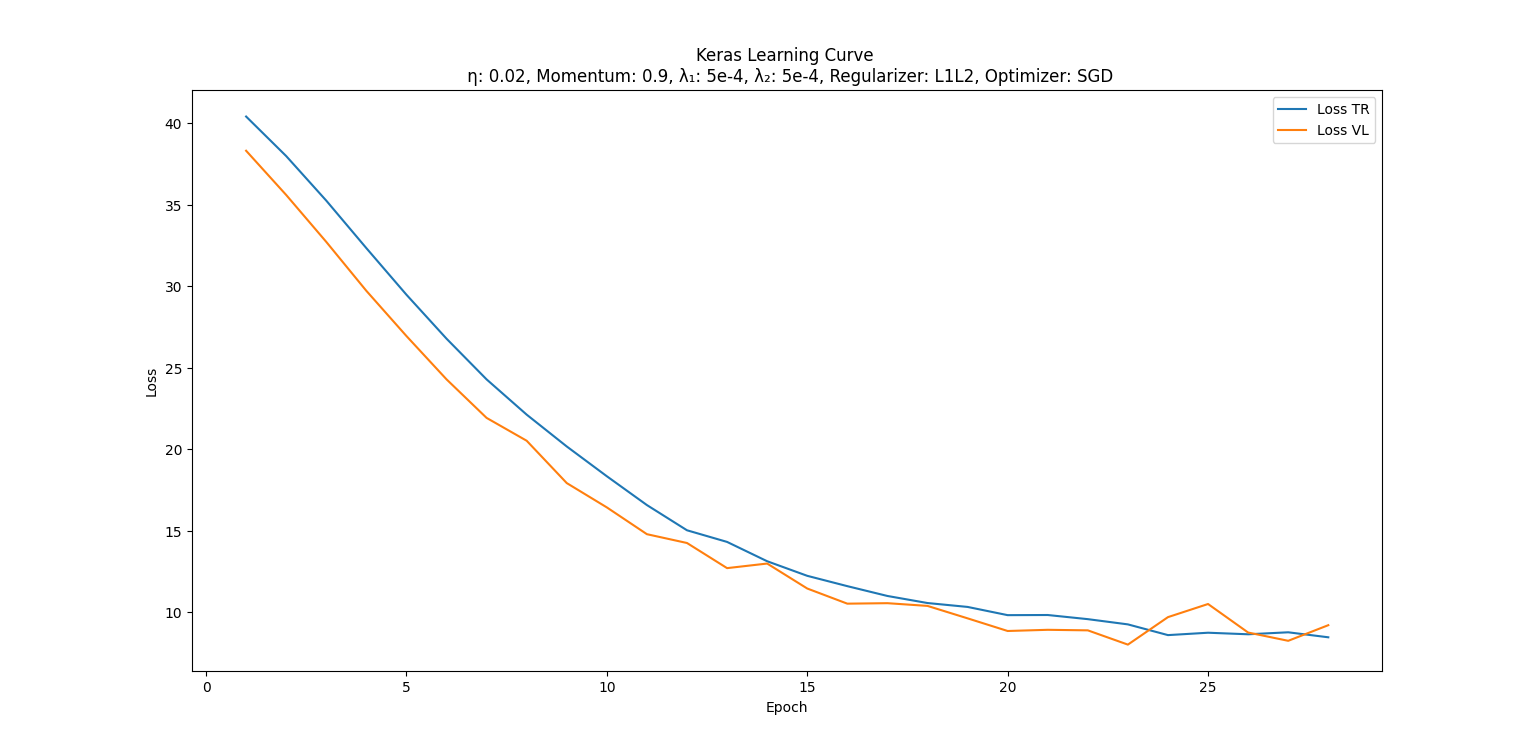 Keras Learning Curve
η: 0.02, Momentum: 0.9, λ₁: 5e-4, λ₂: 5e-4, Regularizer: L1L2, Optimizer: SGD
Loss TR
Loss VL
40
35
30
25
20
15
10
Loss
0 5 10 15 20 25
Epoch